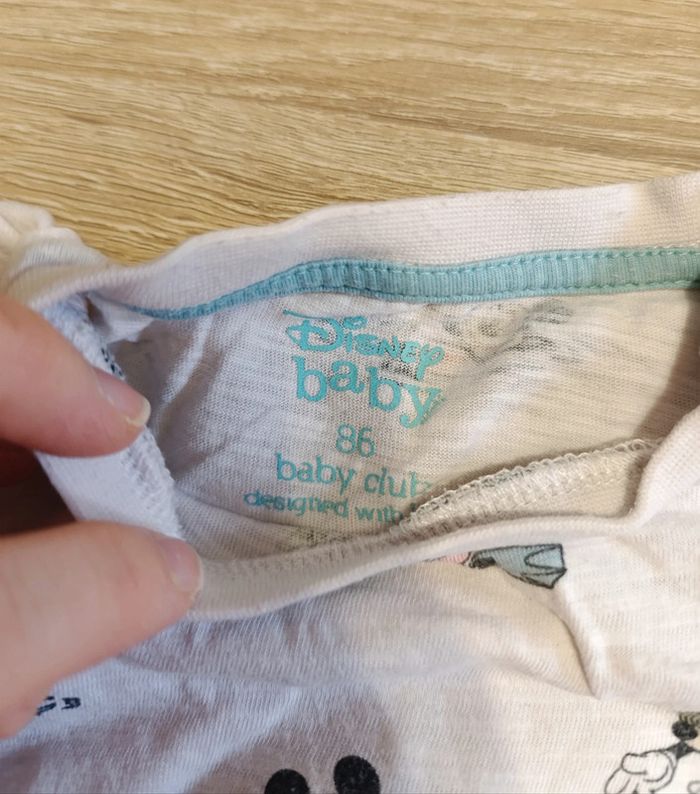 Disney
baby
86
baby club
designed with